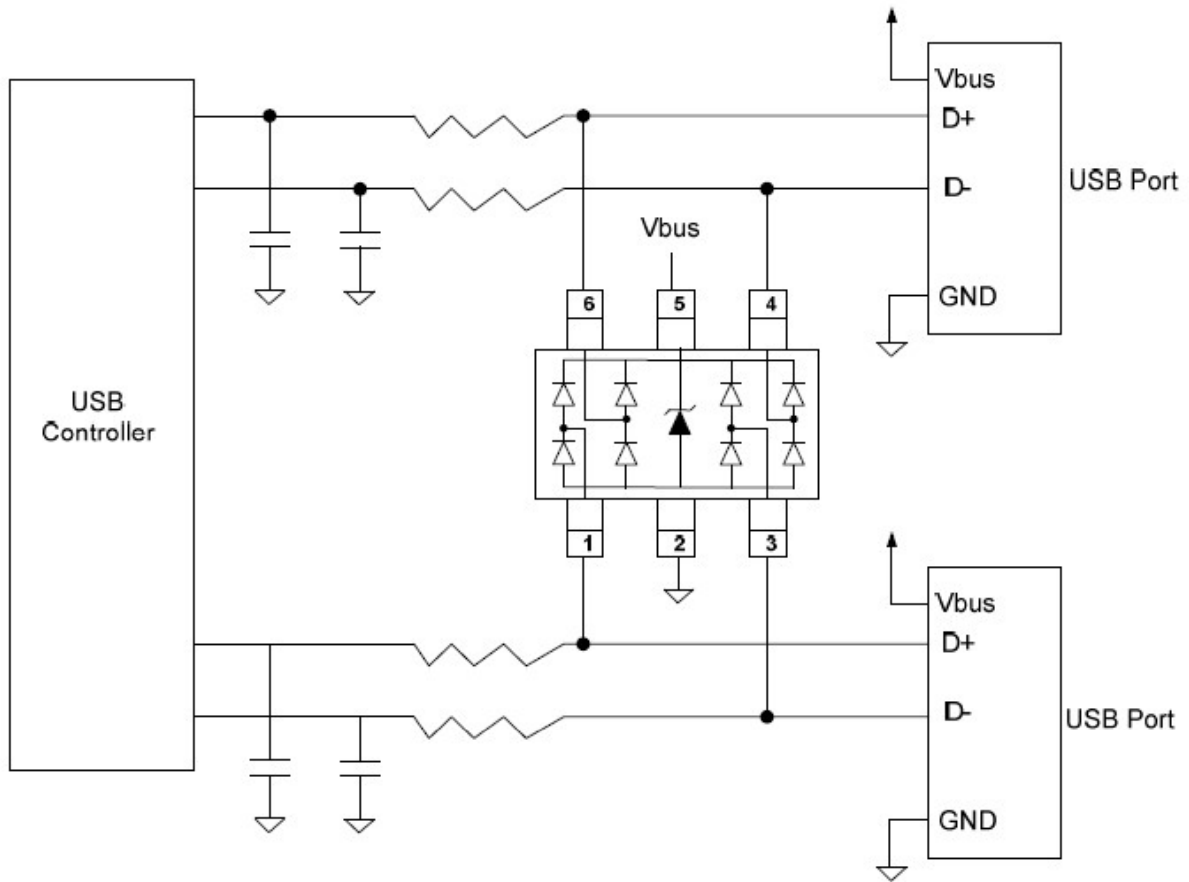 Vbus
D+
D-
USB Port
GND
Vbus
6
5
4
USB
Controller
1
2
3
Vbus
D+
D-
USB Port
GND